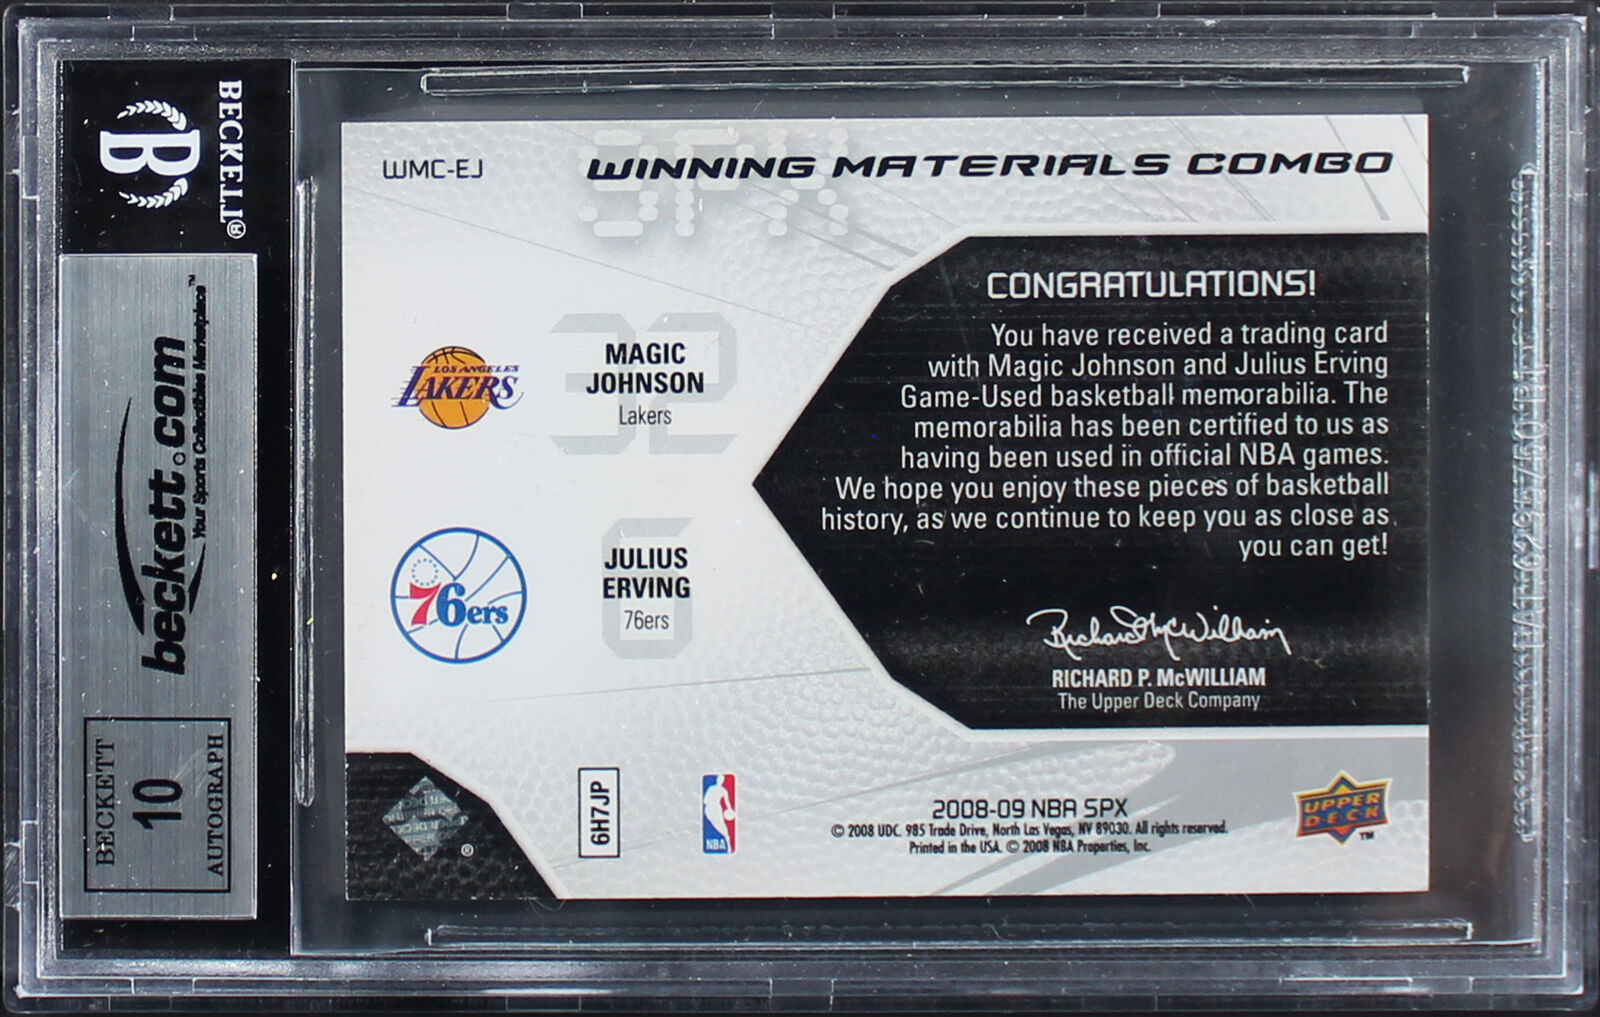 BECKETT®
B
beckett.com™
Your Sports Collectibles Marketplace
BECKETT
10
AUTOGRAPH
WMC-EJ
SPX
WINNING MATERIALS COMBO
CONGRATULATIONS!
You have received a trading card
with Magic Johnson and Julius Erving
Game-Used basketball memorabilia. The
memorabilia has been certified to us as
having been used in official NBA games.
We hope you enjoy these pieces of basketball
history, as we continue to keep you as close as
you can get!
Richard P. McWilliam
RICHARD P. McWILLIAM
The Upper Deck Company
LOS ANGELES
LAKERS
32
MAGIC
JOHNSON
Lakers
76ers
6
JULIUS
ERVING
76ers
®
6H7JP
NBA
2008-09 NBA SPX
© 2008 UDC. 985 Trade Drive, North Las Vegas, NV 89030. All rights reserved.
Printed in the USA. © 2008 NBA Properties, Inc.
UPPER
DECK
TM